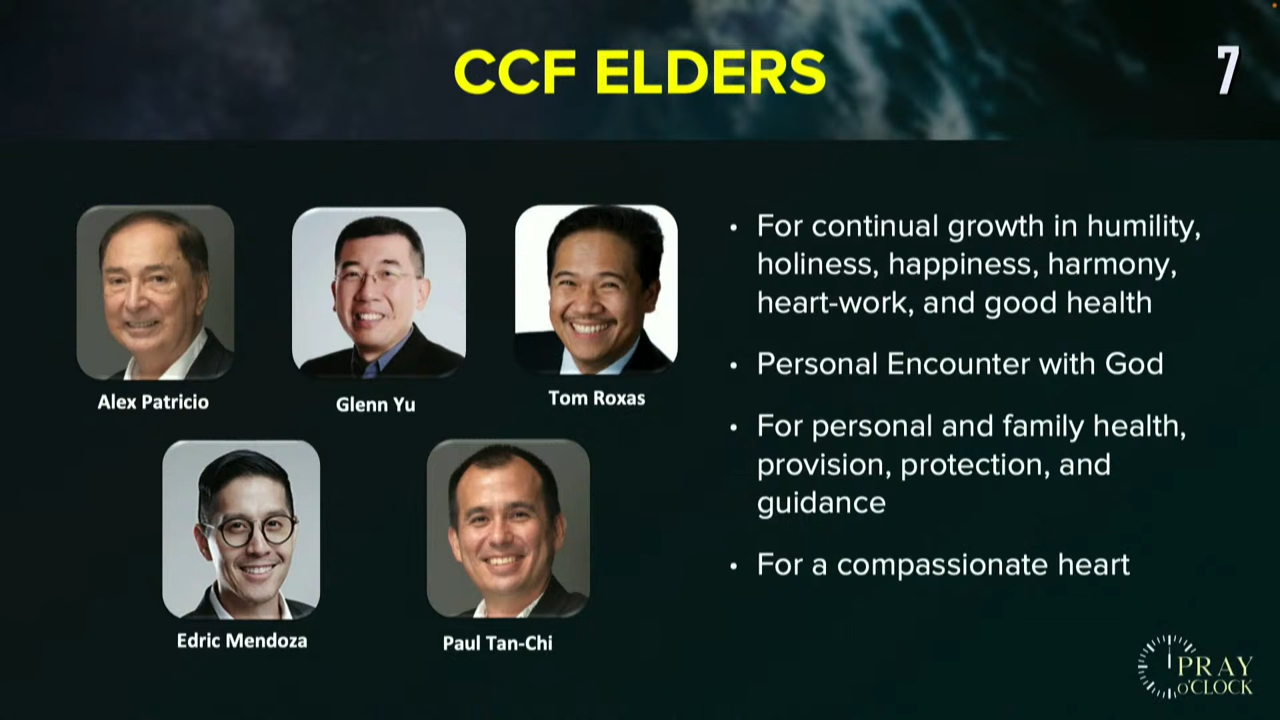 CCF ELDERS
7
Alex Patricio
Glenn Yu
Tom Roxas
Edric Mendoza
Paul Tan-Chi
• For continual growth in humility,
holiness, happiness, harmony,
heart-work, and good health
• Personal Encounter with God
• For personal and family health,
provision, protection, and
guidance
• For a compassionate heart
PRAY
O'CLOCK